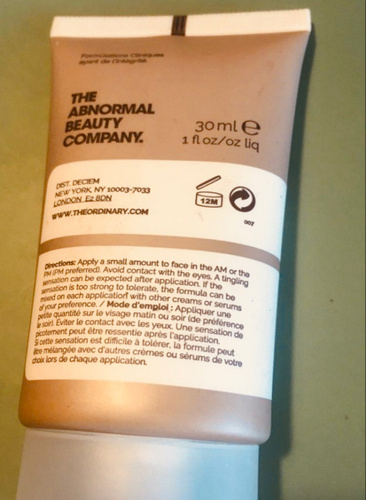 Formulations Cliniques
ayant de l'Intégrité
THE
ABNORMAL
BEAUTY
COMPANY.
30 ml e
1 fl oz/oz liq
DIST. DECIEM
NEW YORK, NY 10003-7033
LONDON E2 8DN
WWW.THEORDINARY.COM
12M
007
Directions: Apply a small amount to face in the AM or the
PM (PM preferred). Avoid contact with the eyes. A tingling
sensation can be expected after application. If the
sensation is too strong to tolerate, the formula can be
mixed on each application with other creams or serums
of your preference. / Mode d'emploi : Appliquer une
petite quantité sur le visage matin ou soir (de préférence
le soir). Éviter le contact avec les yeux. Une sensation de
picotement peut être ressentie après l'application.
Si cette sensation est difficile à tolérer, la formule peut
être mélangée avec d'autres crèmes ou sérums de votre
choix lors de chaque application.